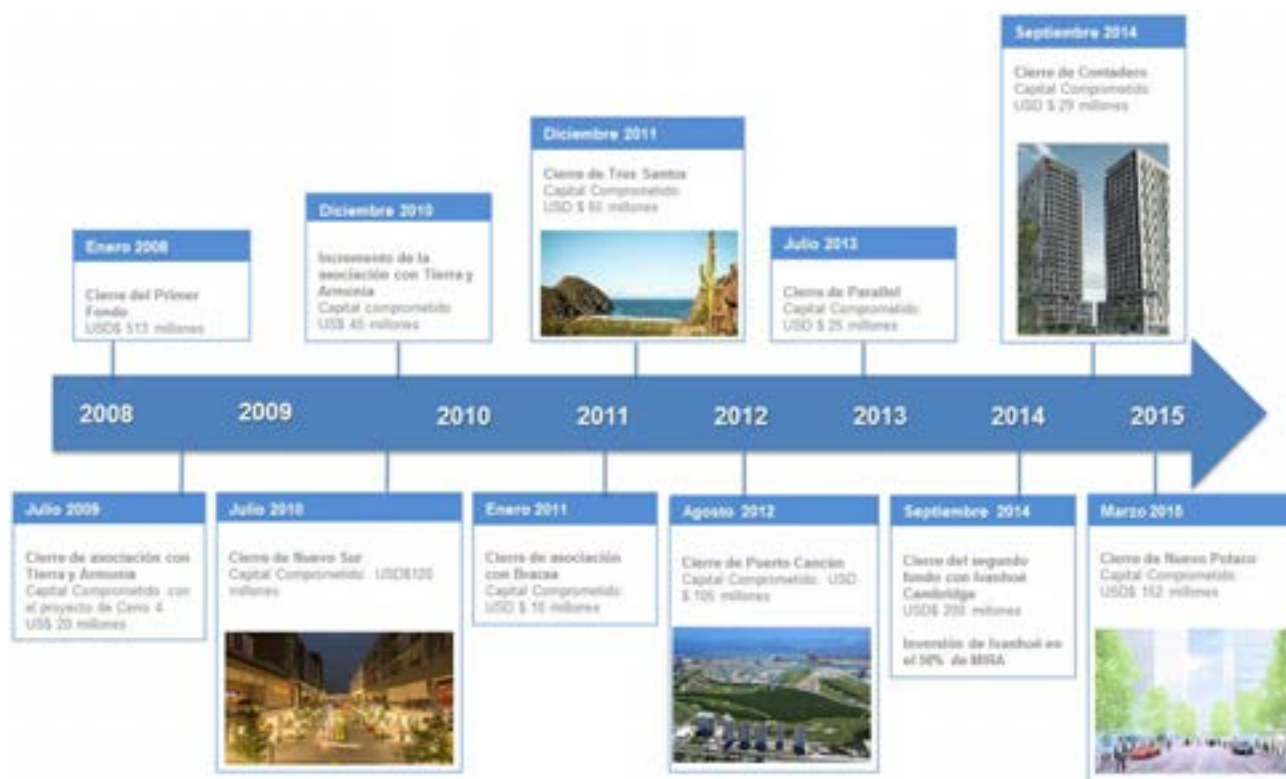 Septiembre 2014
Cierre de Contadero
Capital Comprometido:
USD $ 29 millones
Diciembre 2011
Cierre de Tres Santos
Capital Comprometido:
USD $ millones
Diciembre 2010
Incremento de la
asociación con Tierra y
Armonía
Capital comprometido
US$ 45 millones
Julio 2013
Cierre de Parallel
Capital Comprometido:
USD $ 25 millones
Enero 2008
Cierre del Primer
Fondo
USD$ 513 millones
2008
2009
2010
2011
2012
2013
2014
2015
Julio 2009
Cierre de asociación con
Tierra y Armonía
Capital Comprometido con
el proyecto de Cerro 4
US$ 20 millones
Julio 2010
Cierre de Nuevo Sur
Capital Comprometido: USD$120
millones
Enero 2011
Cierre de asociación
con Bracsa
Capital Comprometido:
USD $ millones
Agosto 2012
Cierre de Puerto Cancún
Capital Comprometido: USD
$ 105 millones
Septiembre 2014
Cierre del segundo
fondo con Ivanhoé
Cambridge
USD$ 200 millones
Inversión de Ivanhoé en
el 50% de MIRA
Marzo 2015
Cierre de Nuevo Polaco
Capital Comprometido:
USD$ 152 millones